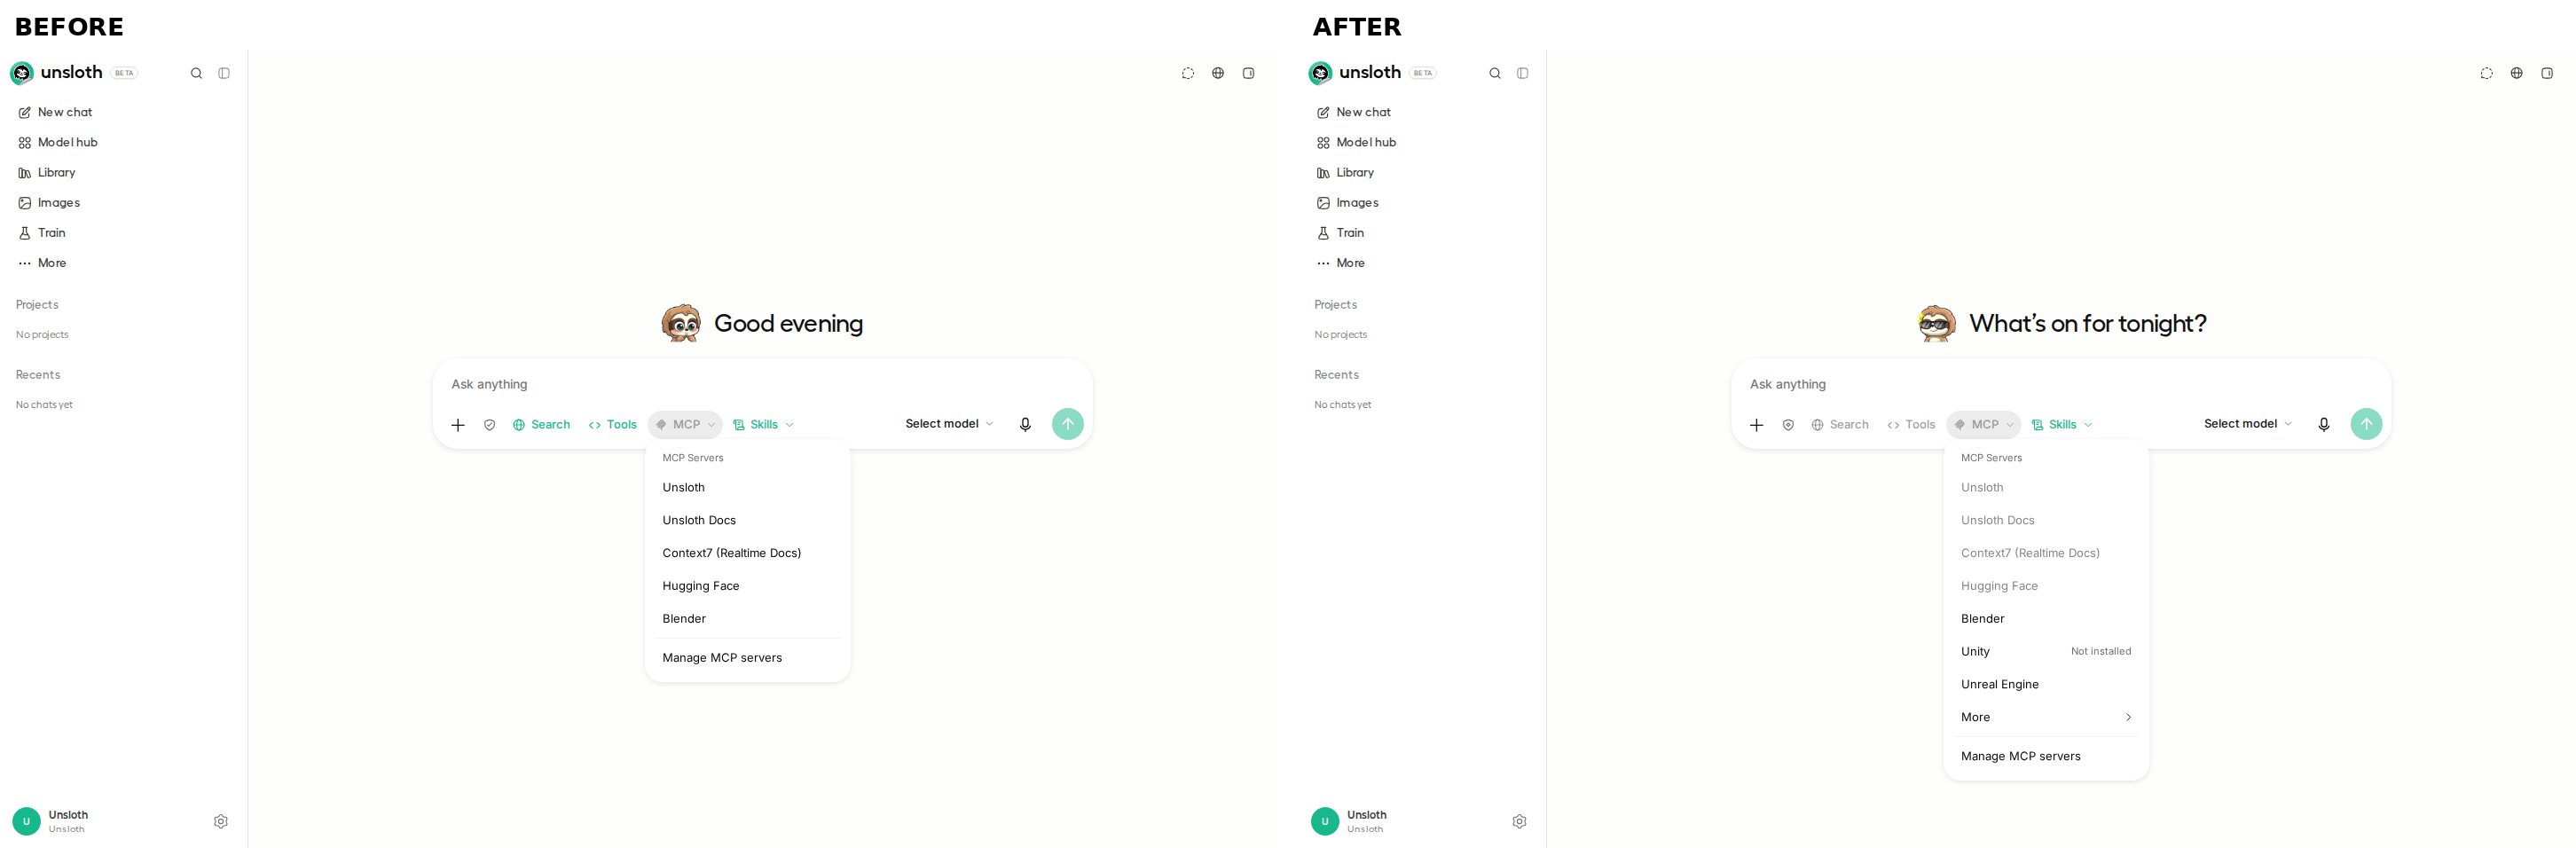 BEFORE
unsloth BETA
New chat
Model hub
Library
Images
Train
More
Projects
No projects
Recents
No chats yet
Good evening
Ask anything
Search Tools MCP Skills Select model
MCP Servers
Unsloth
Unsloth Docs
Context7 (Realtime Docs)
Hugging Face
Blender
Manage MCP servers
U Unsloth
Unsloth
AFTER
unsloth BETA
New chat
Model hub
Library
Images
Train
More
Projects
No projects
Recents
No chats yet
What's on for tonight?
Ask anything
Search Tools MCP Skills Select model
MCP Servers
Unsloth
Unsloth Docs
Context7 (Realtime Docs)
Hugging Face
Blender
Unity Not installed
Unreal Engine
More
Manage MCP servers
U Unsloth
Unsloth